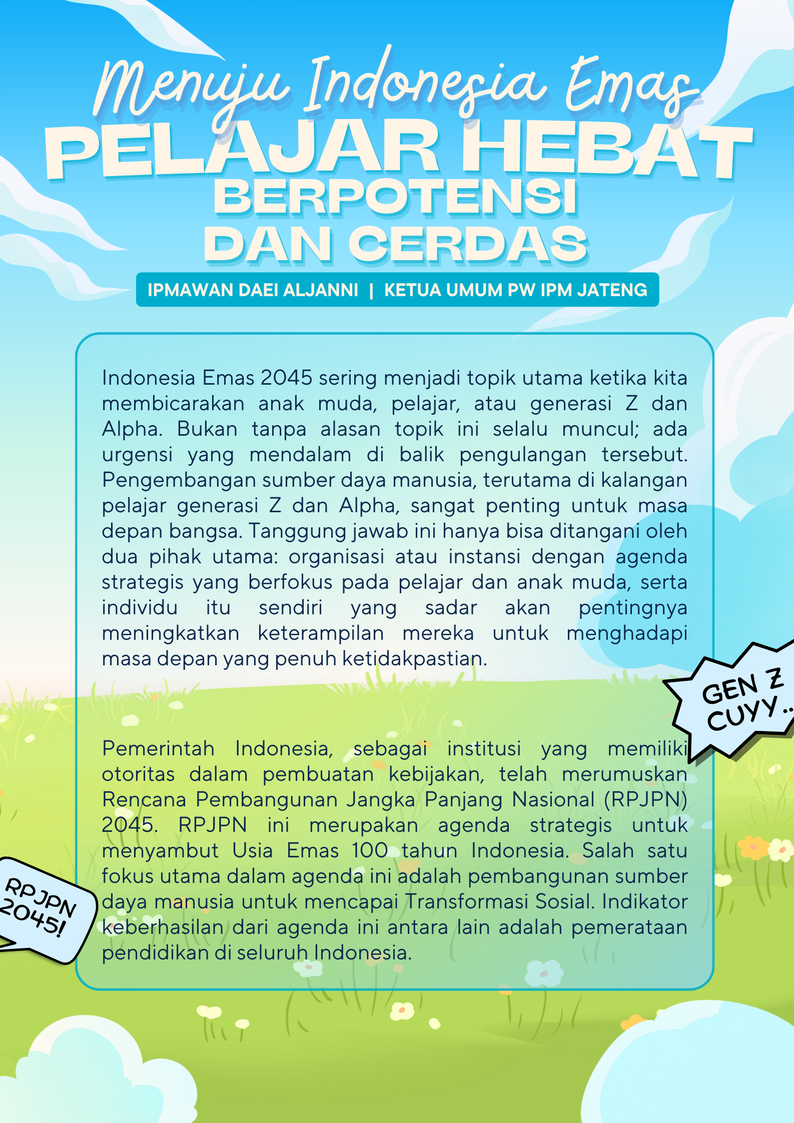 Menuju Indonesia Emas
PELAJAR HEBAT
BERPOTENSI
DAN CERDAS
IPMAWAN DAEI ALJANNI | KETUA UMUM PW IPM JATENG
Indonesia Emas 2045 sering menjadi topik utama ketika kita
membicarakan anak muda, pelajar, atau generasi Z dan
Alpha. Bukan tanpa alasan topik ini selalu muncul; ada
urgensi yang mendalam di balik pengulangan tersebut.
Pengembangan sumber daya manusia, terutama di kalangan
pelajar generasi Z dan Alpha, sangat penting untuk masa
depan bangsa. Tanggung jawab ini hanya bisa ditangani oleh
dua pihak utama: organisasi atau instansi dengan agenda
strategis yang berfokus pada pelajar dan anak muda, serta
individu itu sendiri yang sadar akan pentingnya
meningkatkan keterampilan mereka untuk menghadapi
masa depan yang penuh ketidakpastian.
GEN Z
CUYY..
Pemerintah Indonesia, sebagai institusi yang memiliki
otoritas dalam pembuatan kebijakan, telah merumuskan
Rencana Pembangunan Jangka Panjang Nasional (RPJPN)
2045. RPJPN ini merupakan agenda strategis untuk
menyambut Usia Emas 100 tahun Indonesia. Salah satu
fokus utama dalam agenda ini adalah pembangunan sumber
daya manusia untuk mencapai Transformasi Sosial. Indikator
keberhasilan dari agenda ini antara lain adalah pemerataan
pendidikan di seluruh Indonesia.
RPJPN
2045!